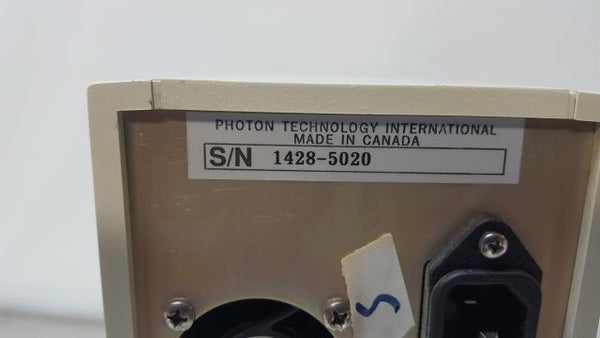 PHOTON TECHNOLOGY INTERNATIONAL
MADE IN CANADA
S/N 1428-5020
S